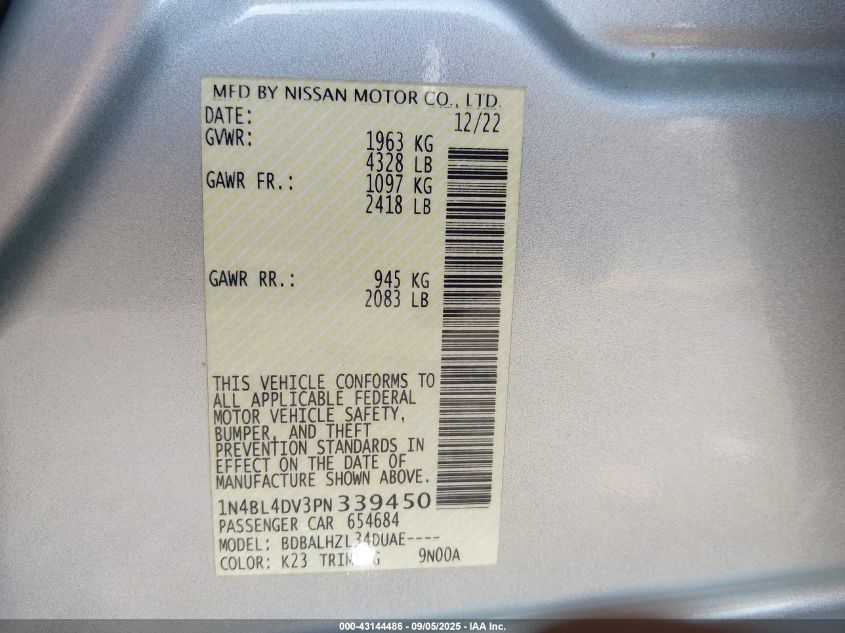 MFD BY NISSAN MOTOR CO., LTD.
DATE: 12/22
GVWR: 1963 KG
4328 LB
GAWR FR.: 1097 KG
2418 LB
GAWR RR.: 945 KG
2083 LB
THIS VEHICLE CONFORMS TO
ALL APPLICABLE FEDERAL
MOTOR VEHICLE SAFETY,
BUMPER, AND THEFT
PREVENTION STANDARDS IN
EFFECT ON THE DATE OF
MANUFACTURE SHOWN ABOVE.
1N4BL4DV3PN339450
PASSENGER CAR 654684
MODEL: BDBALHZL34DUAE----
COLOR: K23 9N00A
000-43144486 - 09/05/2025 - IAA Inc.